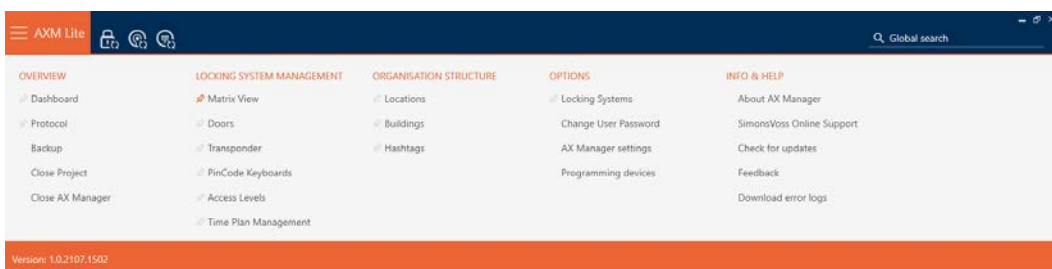 AXM Lite
Global search
OVERVIEW
Dashboard
Protocol
Backup
Close Project
Close AX Manager
LOCKING SYSTEM MANAGEMENT
Matrix View
Doors
Transponder
PinCode Keyboards
Access Levels
Time Plan Management
ORGANISATION STRUCTURE
Locations
Buildings
Hashtags
OPTIONS
Locking Systems
Change User Password
AX Manager settings
Programming devices
INFO & HELP
About AX Manager
SimonsVoss Online Support
Check for updates
Feedback
Download error logs
Version: 1.0.2107.1502